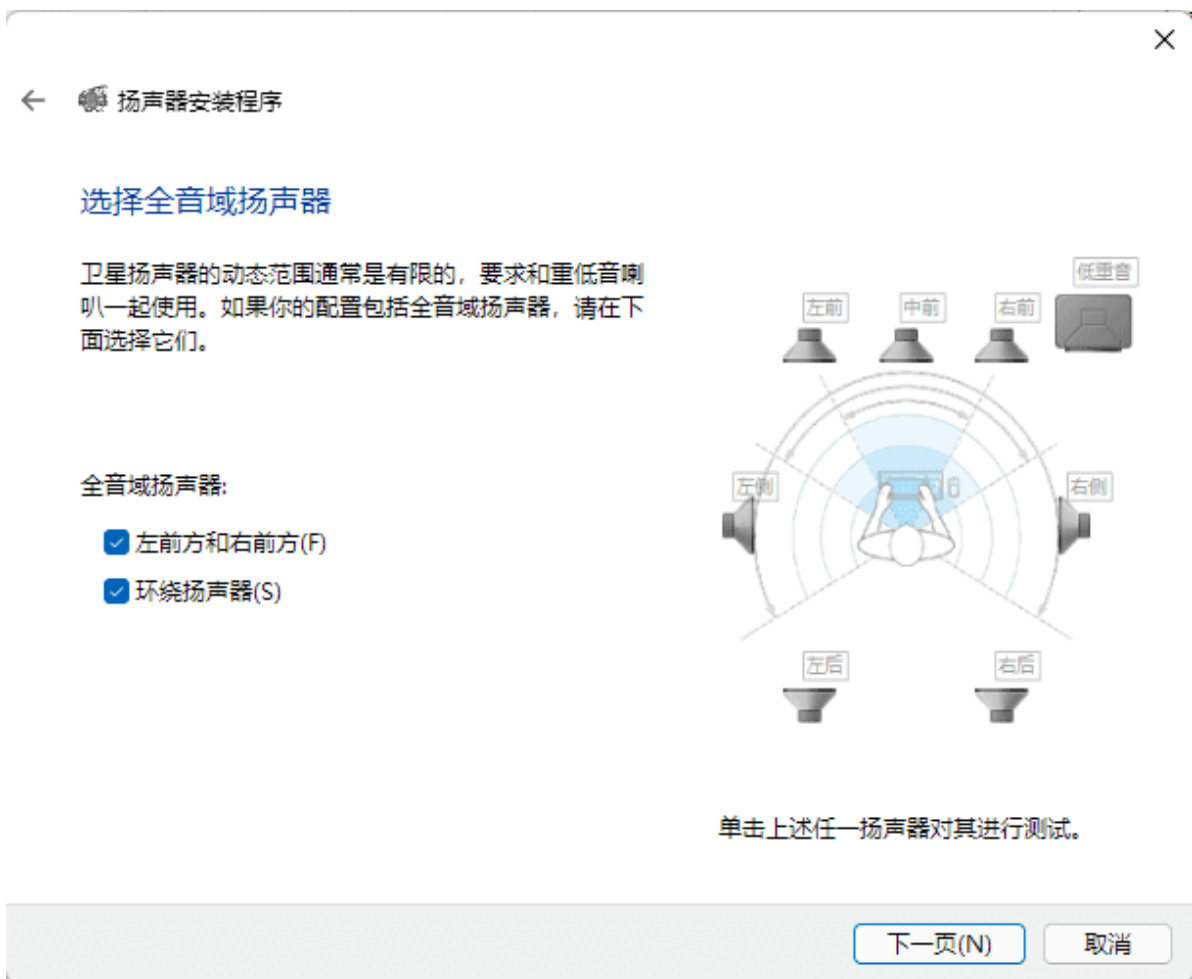 扬声器安装程序
选择全音域扬声器
卫星扬声器的动态范围通常是有限的，要求和重低音喇
叭一起使用。如果你的配置包括全音域扬声器，请在下
面选择它们。
低重音
左前
中前
右前
左侧
右侧
全音域扬声器:
左前方和右前方(F)
环绕扬声器(S)
左后
右后
单击上述任一扬声器对其进行测试。
下一页(N)
取消